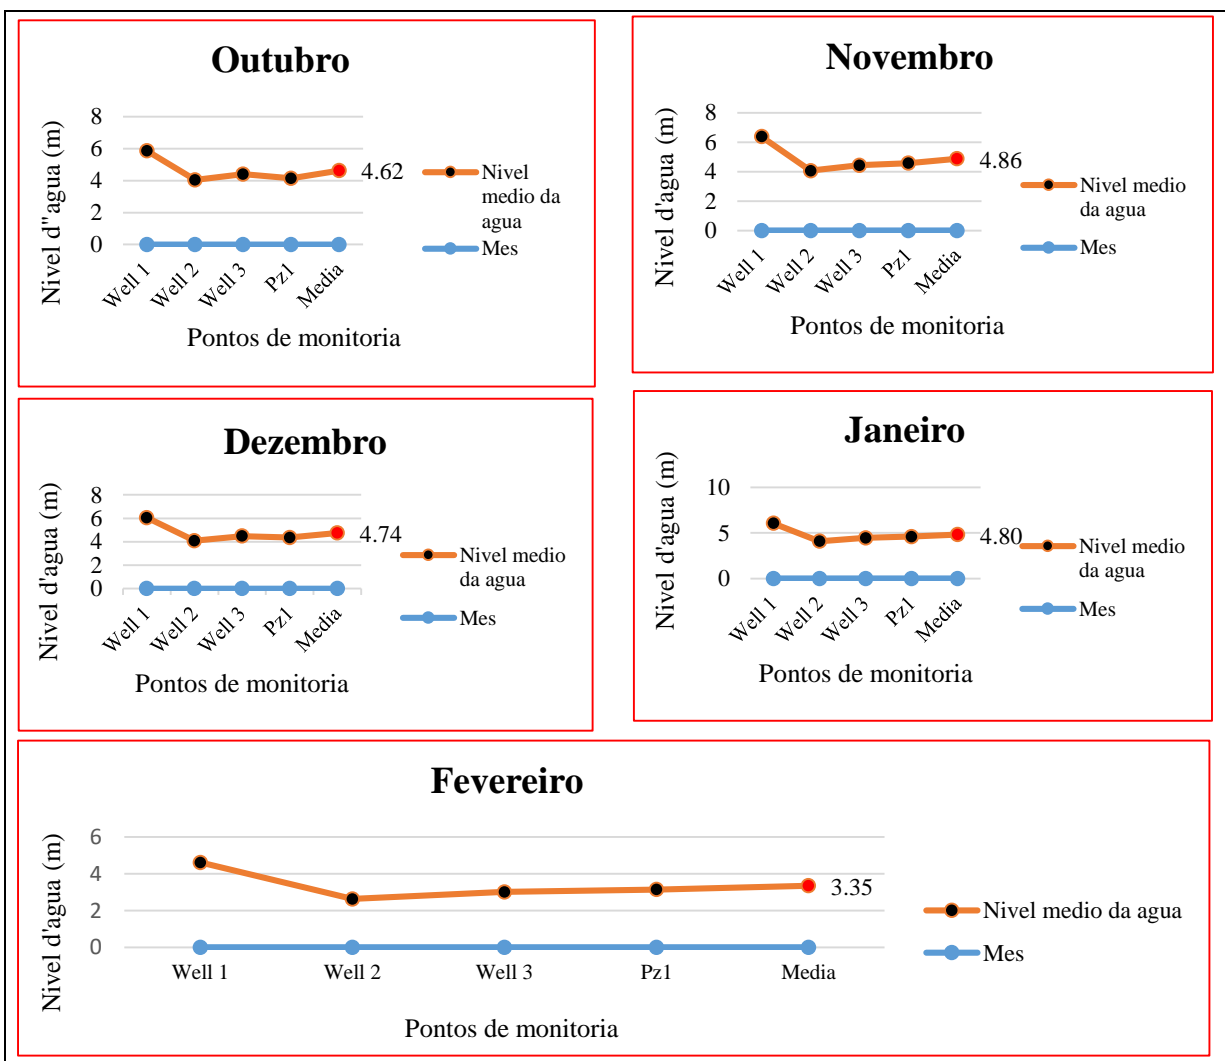 Outubro
Nivel d"agua (m)
8
6
4
2
0
4.62
Well 1
Well 2
Well 3
Pz1
Media
Pontos de monitoria
Nivel
medio da
agua
Mes
Novembro
Nivel d'agua (m)
8
6
4
2
0
4.86
Well 1
Well 2
Well 3
Pz1
Media
Pontos de monitoria
Nivel medio
da agua
Mes
Dezembro
Nivel d'agua (m)
8
6
4
2
0
4.74
Well 1
Well 2
Well 3
Pz1
Media
Pontos de monitoria
Nivel medio
da agua
Mes
Janeiro
Nivel d'agua (m)
10
5
0
4.80
Well 1
Well 2
Well 3
Pz1
Media
Pontos de monitoria
Nivel medio
da agua
Mes
Fevereiro
Nivel d'agua (m)
6
4
2
0
3.35
Well 1
Well 2
Well 3
Pz1
Media
Pontos de monitoria
Nivel medio da agua
Mes